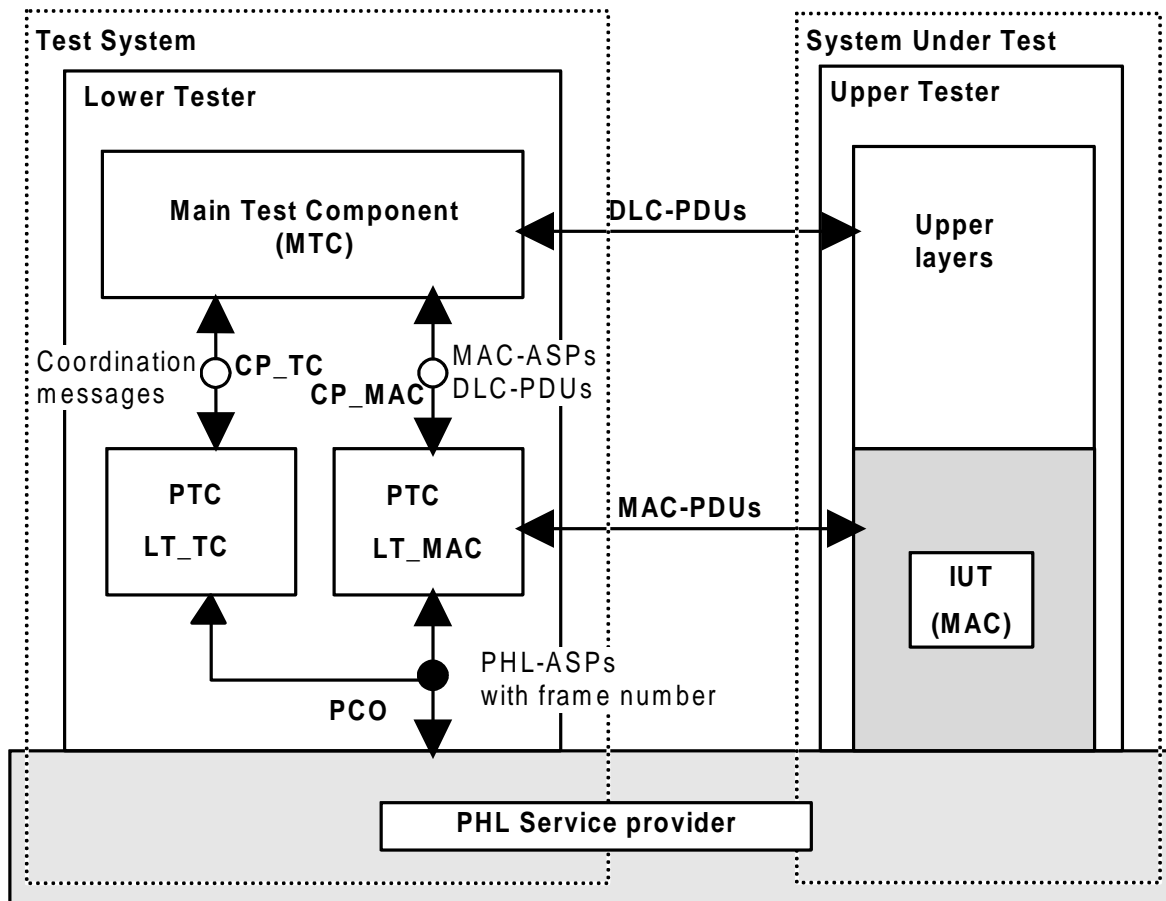 Test System
System Under Test
Lower Tester
Upper Tester
Main Test Component
(MTC)
DLC-PDUs
Upper
layers
Coordination
messages
CP_TC
MAC-ASPs
DLC-PDUs
CP_MAC
PTC
LT_TC
PTC
LT_MAC
MAC-PDUs
IUT
(MAC)
PHL-ASPs
with frame number
PCO
PHL Service provider